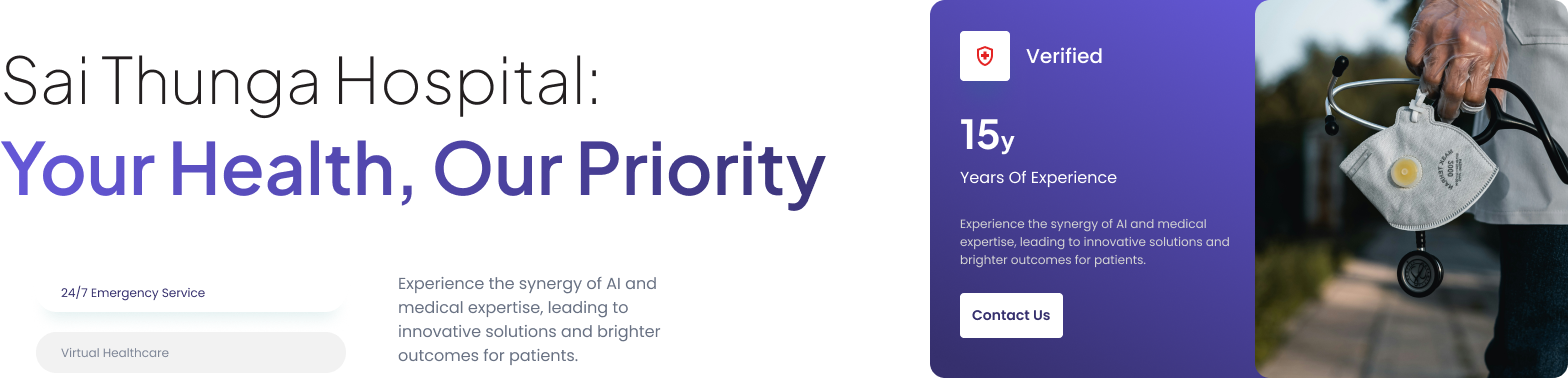 Sai Thunga Hospital:
Your Health, Our Priority
24/7 Emergency Service
Virtual Healthcare
Experience the synergy of AI and
medical expertise, leading to
innovative solutions and brighter
outcomes for patients.
Verified
15y
Years Of Experience
Experience the synergy of AI and medical
expertise, leading to innovative solutions and
brighter outcomes for patients.
Contact Us